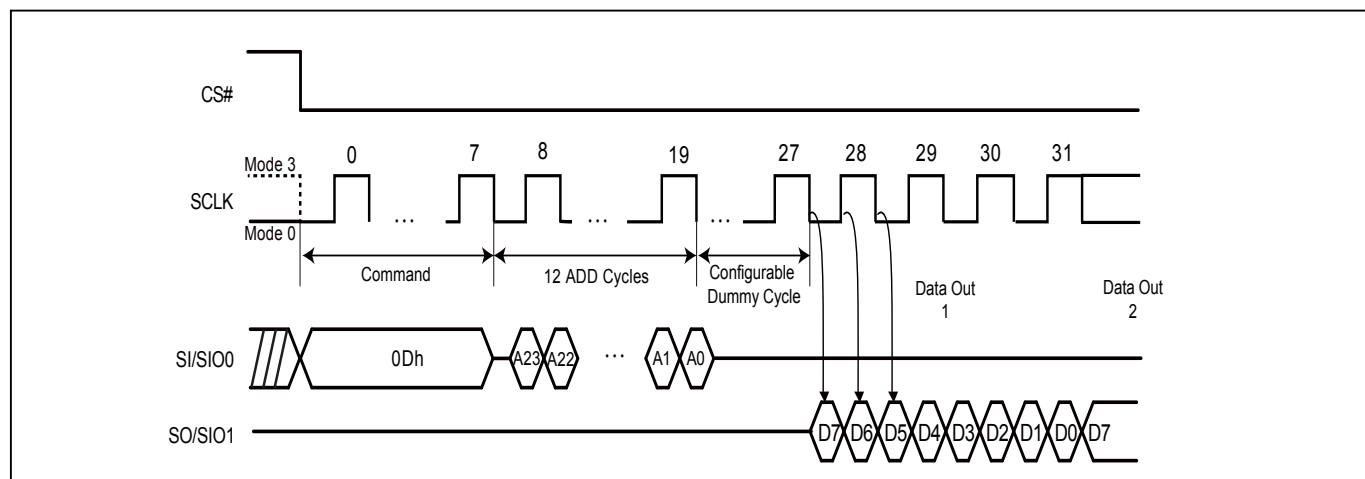 CS#
Mode 3
0 7 8 19 27 28 29 30 31
SCLK
... ... ...
Mode 0
Command
12 ADD Cycles
Configurable
Dummy Cycle
Data Out
1
Data Out
2
SI/SIO0
0Dh
A23 A22 ... A1 A0
SO/SIO1
D7 D6 D5 D4 D3 D2 D1 D0 D7